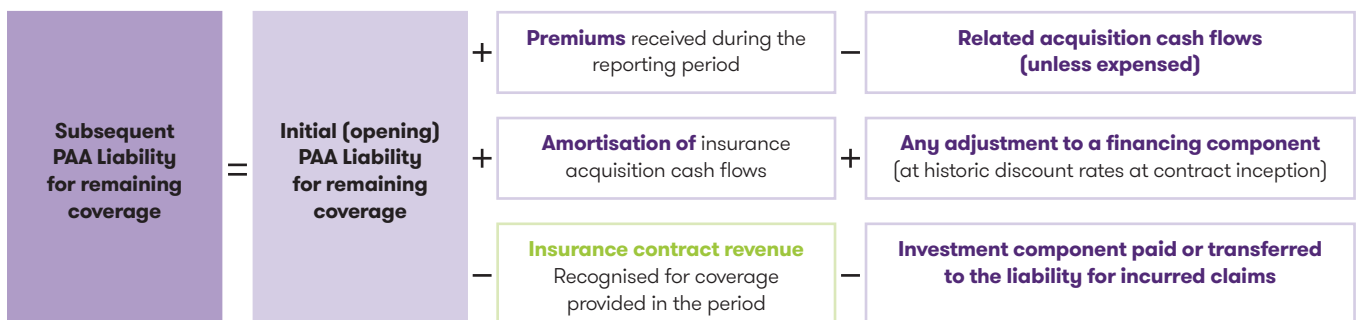 Subsequent
PAA Liability
for remaining
coverage
=
Initial (opening)
PAA Liability
for remaining
coverage
+
Premiums received during the
reporting period
−
Related acquisition cash flows
(unless expensed)
+
Amortisation of insurance
acquisition cash flows
+
Any adjustment to a financing component
(at historic discount rates at contract inception)
−
Insurance contract revenue
Recognised for coverage
provided in the period
−
Investment component paid or transferred
to the liability for incurred claims